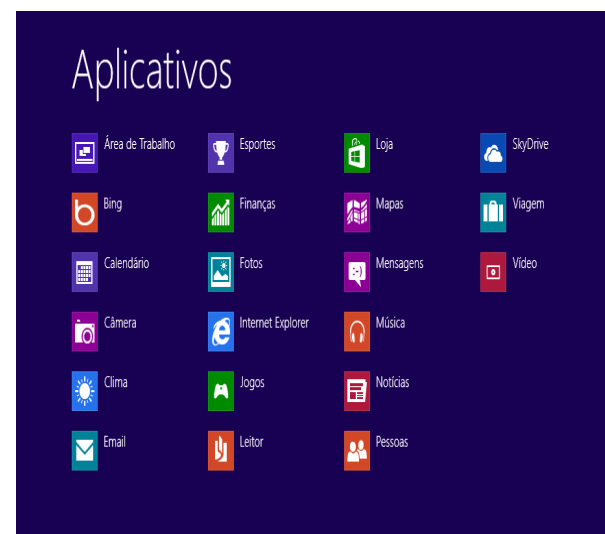 Aplicativos
Área de Trabalho
Bing
Calendário
Câmera
Clima
Email
Esportes
Finanças
Fotos
Internet Explorer
Jogos
Leitor
Loja
Mapas
Mensagens
Música
Notícias
Pessoas
SkyDrive
Viagem
Vídeo